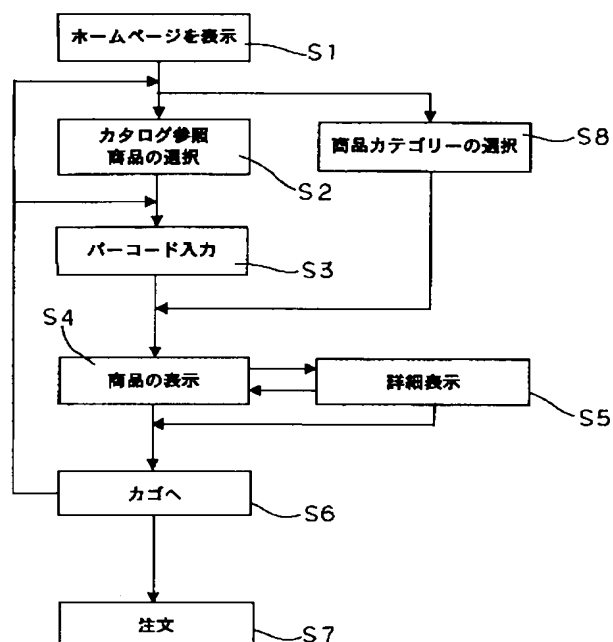 ホームページを表示
S1
カタログ参照
商品の選択
S2
商品カテゴリーの選択
S8
バーコード入力
S3
S4
商品の表示
詳細表示
S5
カゴへ
S6
注文
S7